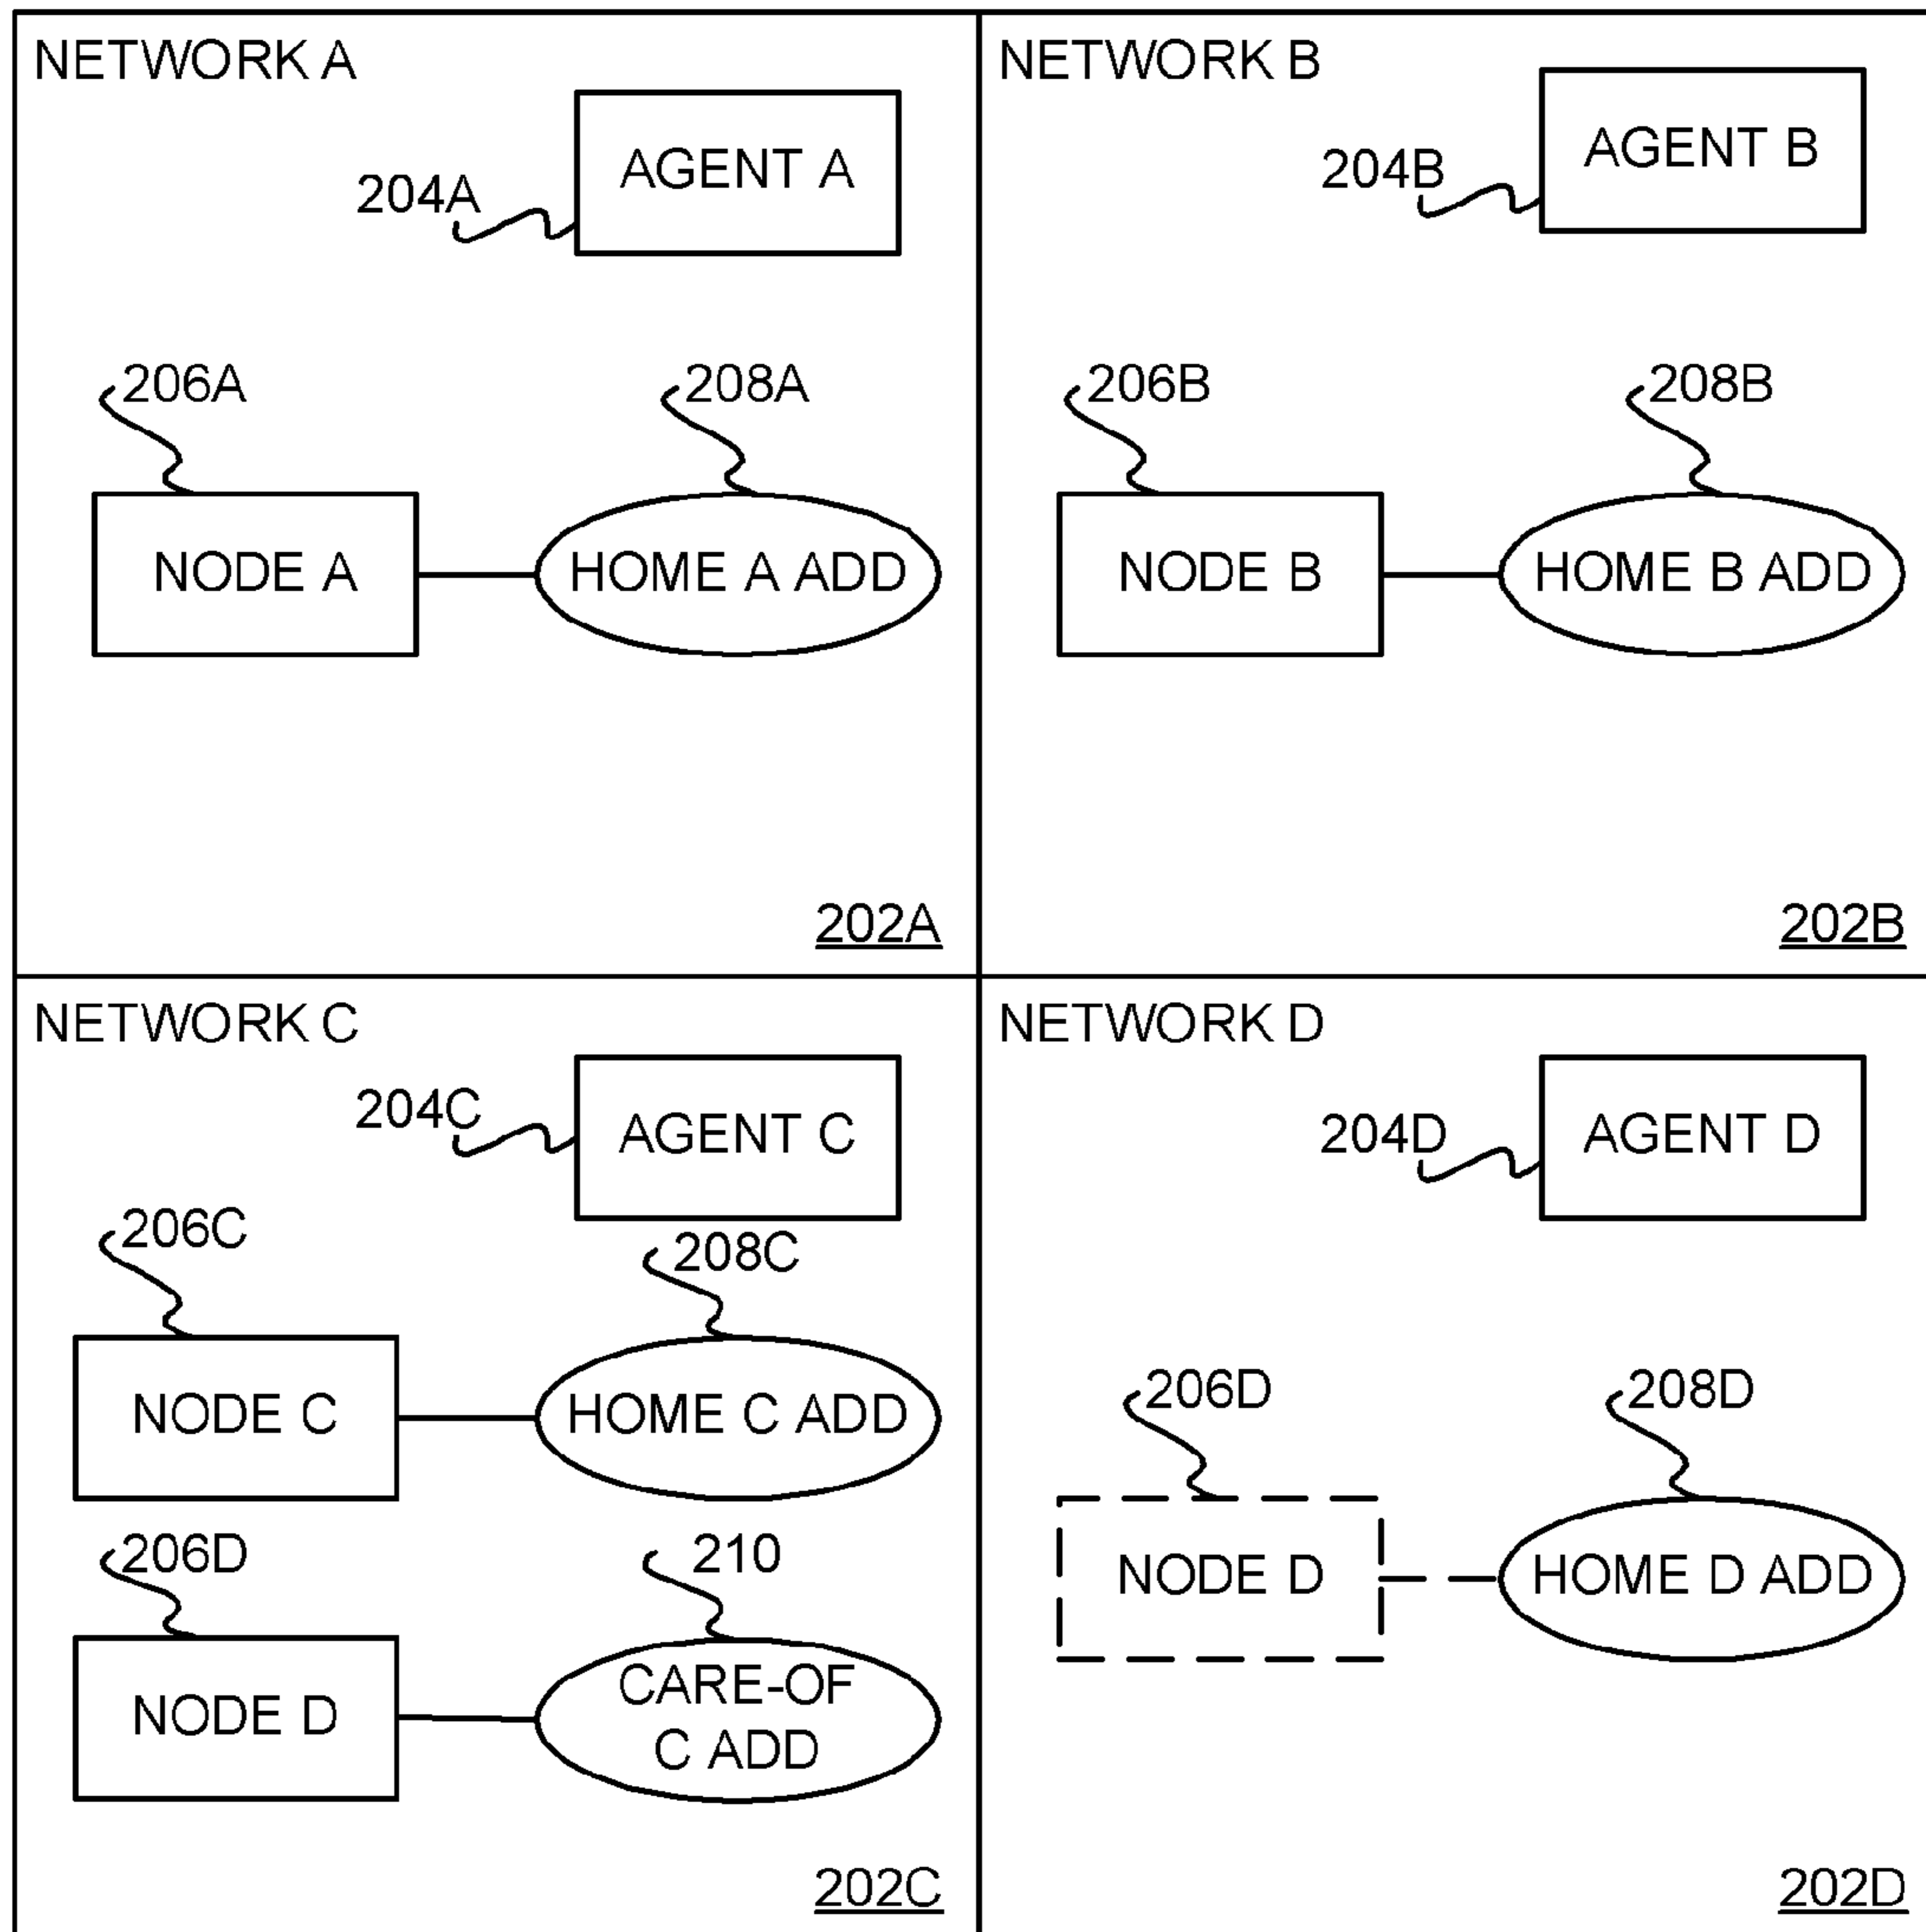 NETWORK A
AGENT A
204A
206A
208A
NODE A
HOME A ADD
202A
NETWORK B
AGENT B
204B
206B
208B
NODE B
HOME B ADD
202B
NETWORK C
AGENT C
204C
206C
208C
NODE C
HOME C ADD
206D
210
NODE D
CARE-OF
C ADD
202C
NETWORK D
AGENT D
204D
206D
208D
NODE D
HOME D ADD
202D